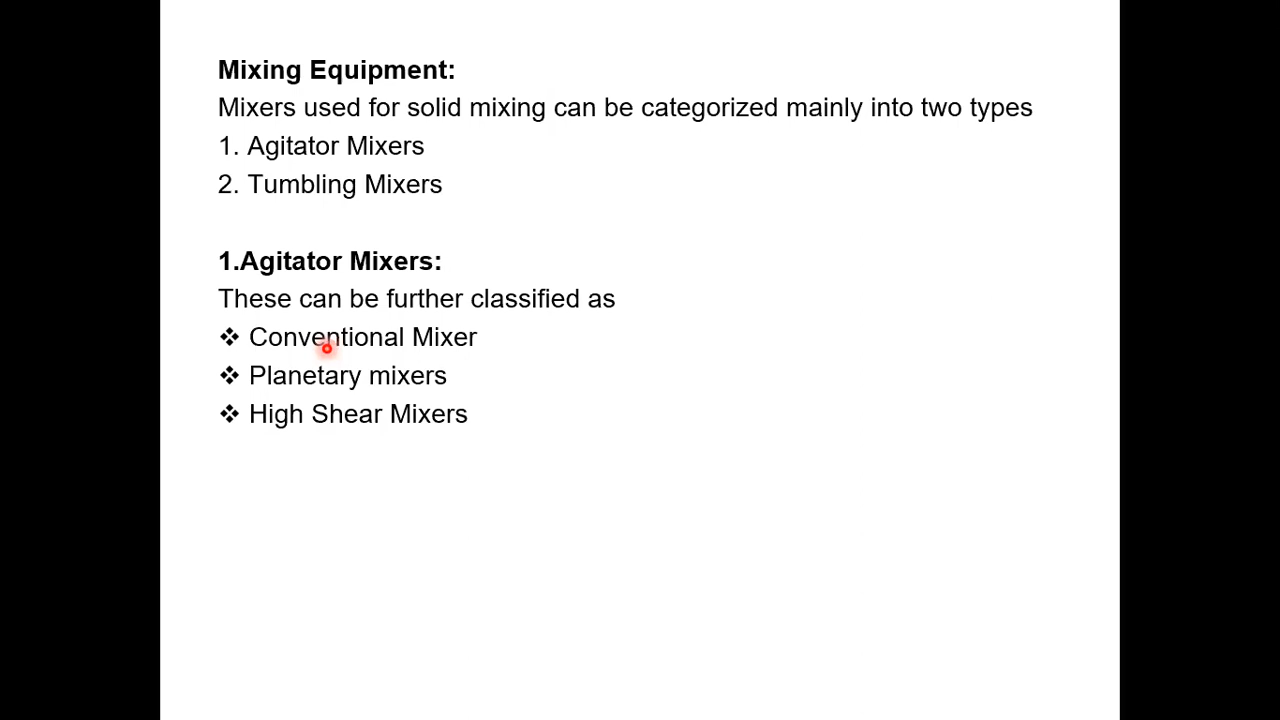 Mixing Equipment:
Mixers used for solid mixing can be categorized mainly into two types
1. Agitator Mixers
2. Tumbling Mixers
1.Agitator Mixers:
These can be further classified as
❖ Conventional Mixer
❖ Planetary mixers
❖ High Shear Mixers